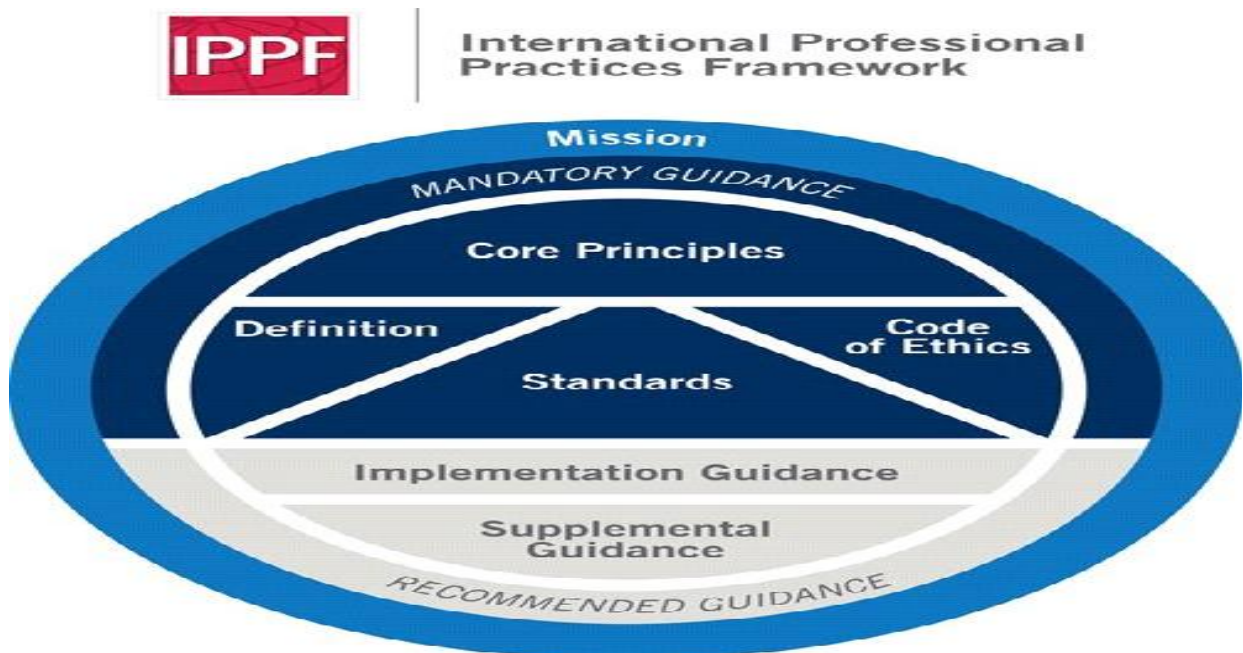 IPPF
International Professional
Practices Framework
Mission
MANDATORY GUIDANCE
Core Principles
Definition
Code
of Ethics
Standards
Implementation Guidance
Supplemental
Guidance
RECOMMENDED GUIDANCE